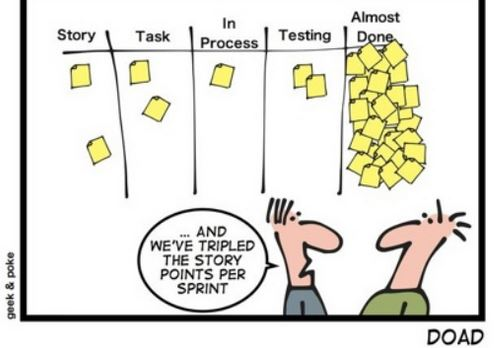 Story
Task
In
Process
Testing
Almost
Done
... AND
WE'VE TRIPLED
THE STORY
POINTS PER
SPRINT
geek & poke
DOAD